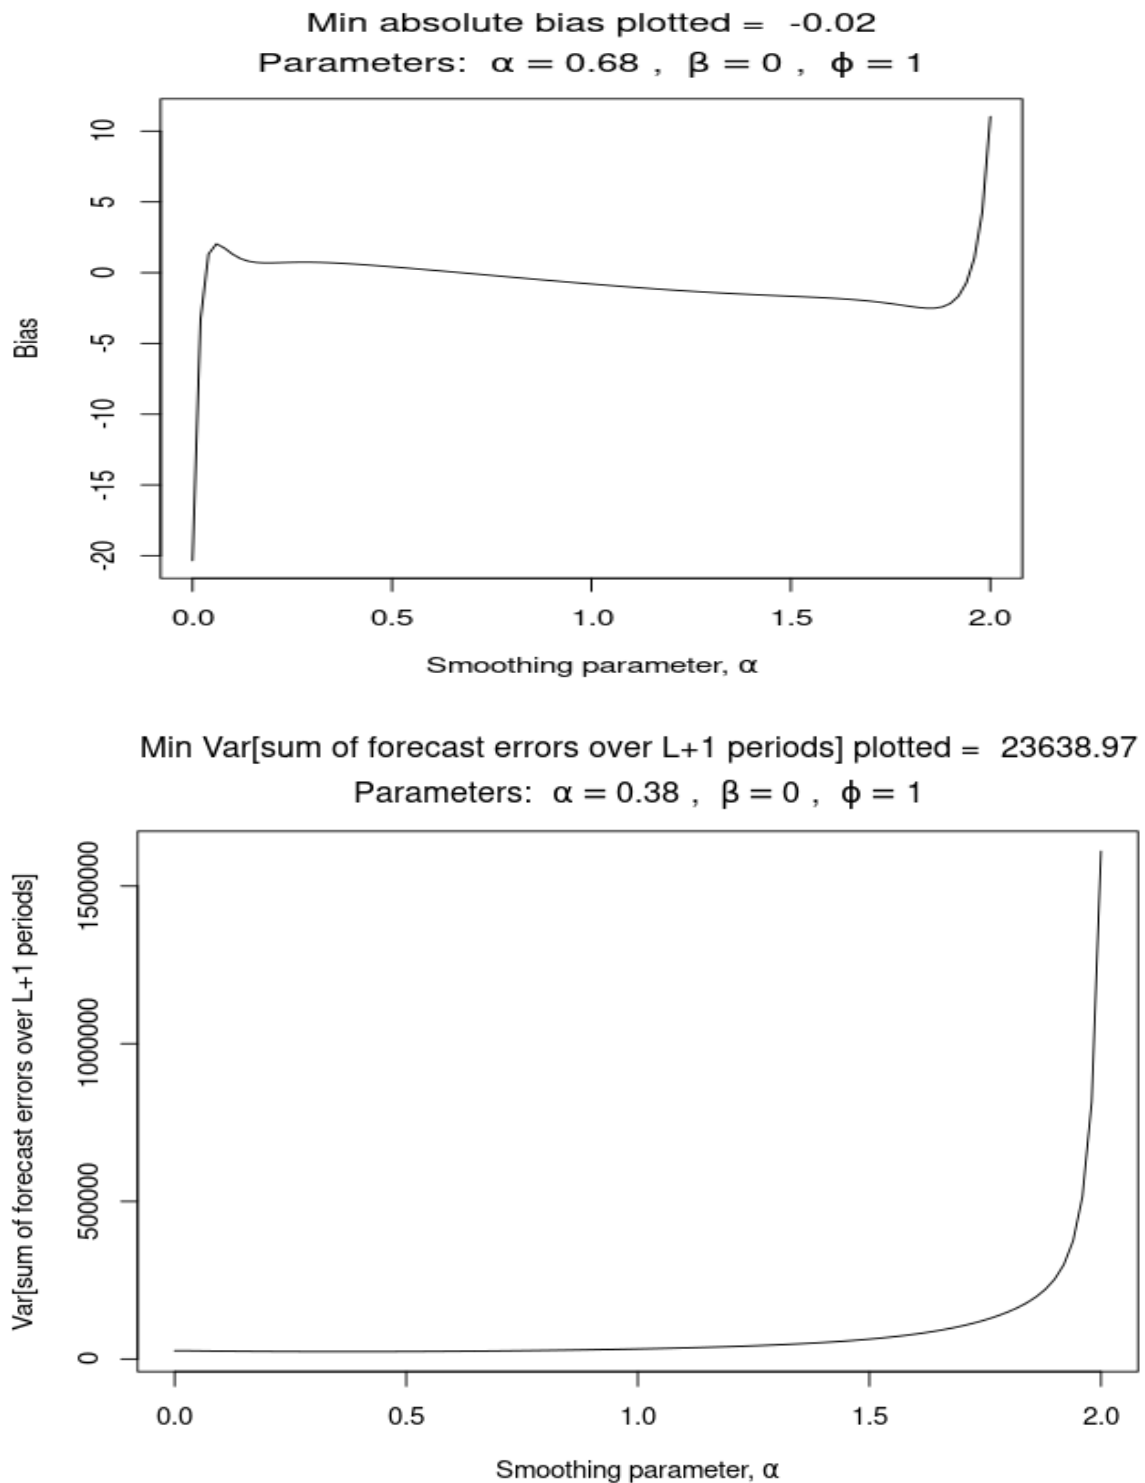 Min absolute bias plotted = -0.02
Parameters: α = 0.68 , β = 0 , ϕ = 1
Bias
10
5
0
-5
-10
-15
-20
0.0 0.5 1.0 1.5 2.0
Smoothing parameter, α
Min Var[sum of forecast errors over L+1 periods] plotted = 23638.97
Parameters: α = 0.38 , β = 0 , ϕ = 1
Var[sum of forecast errors over L+1 periods]
1500000
1000000
500000
0
0.0 0.5 1.0 1.5 2.0
Smoothing parameter, α